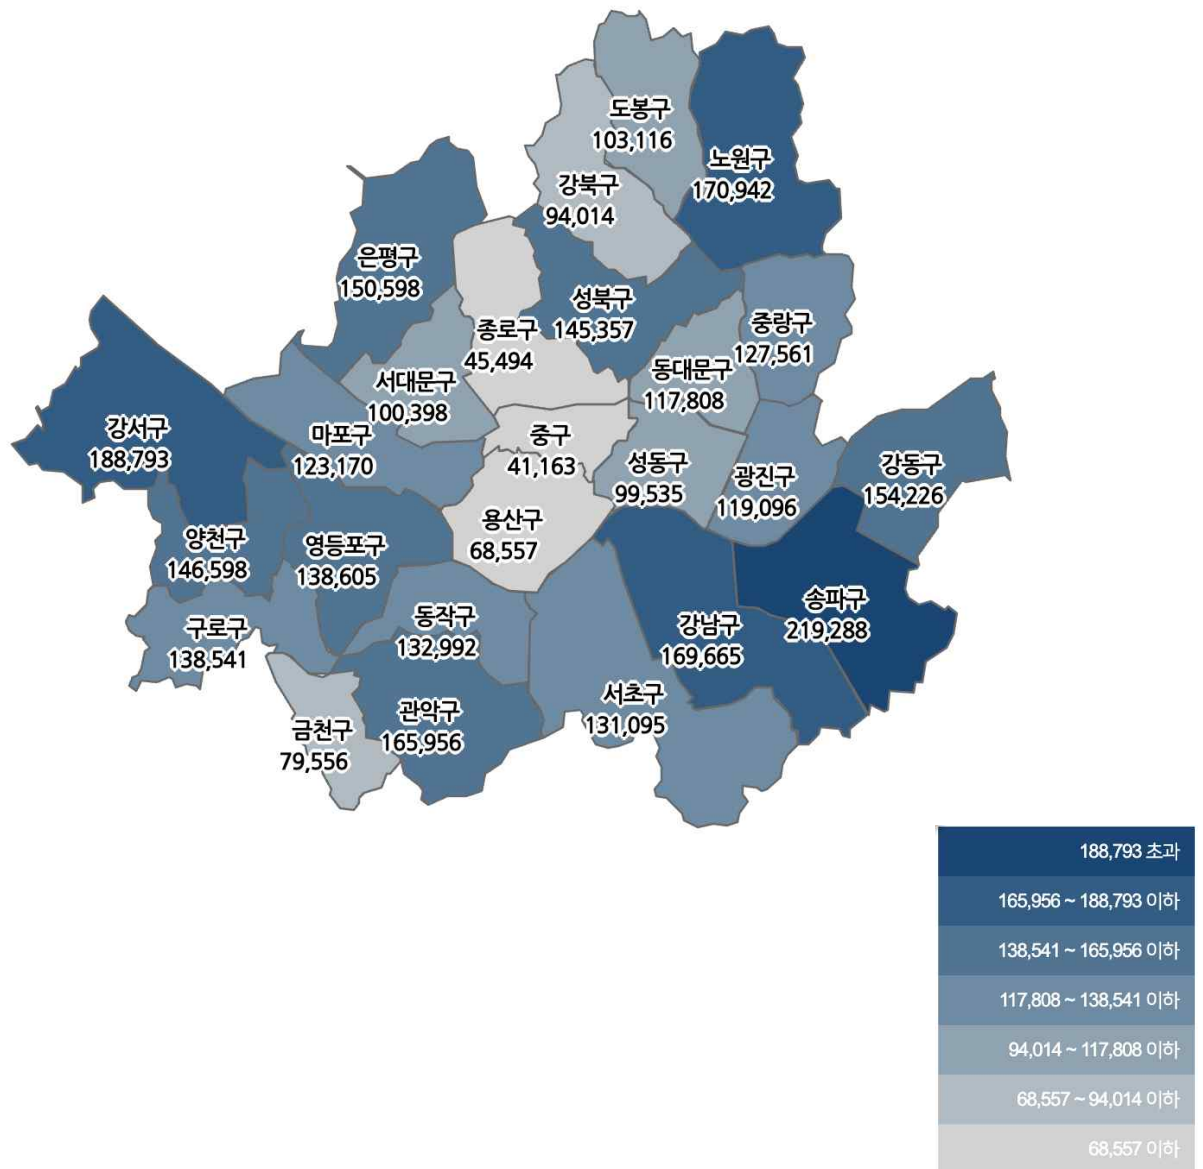 도봉구
103,116
노원구
170,942
강북구
94,014
은평구
150,598
성북구
145,357
종로구
45,494
중랑구
127,561
동대문구
117,808
서대문구
100,398
강서구
188,793
마포구
123,170
중구
41,163
성동구
99,535
광진구
119,096
강동구
154,226
용산구
68,557
양천구
146,598
영등포구
138,605
송파구
219,288
구로구
138,541
동작구
132,992
강남구
169,665
서초구
131,095
관악구
165,956
금천구
79,556
188,793 초과
165,956 ~ 188,793 이하
138,541 ~ 165,956 이하
117,808 ~ 138,541 이하
94,014 ~ 117,808 이하
68,557 ~ 94,014 이하
68,557 이하